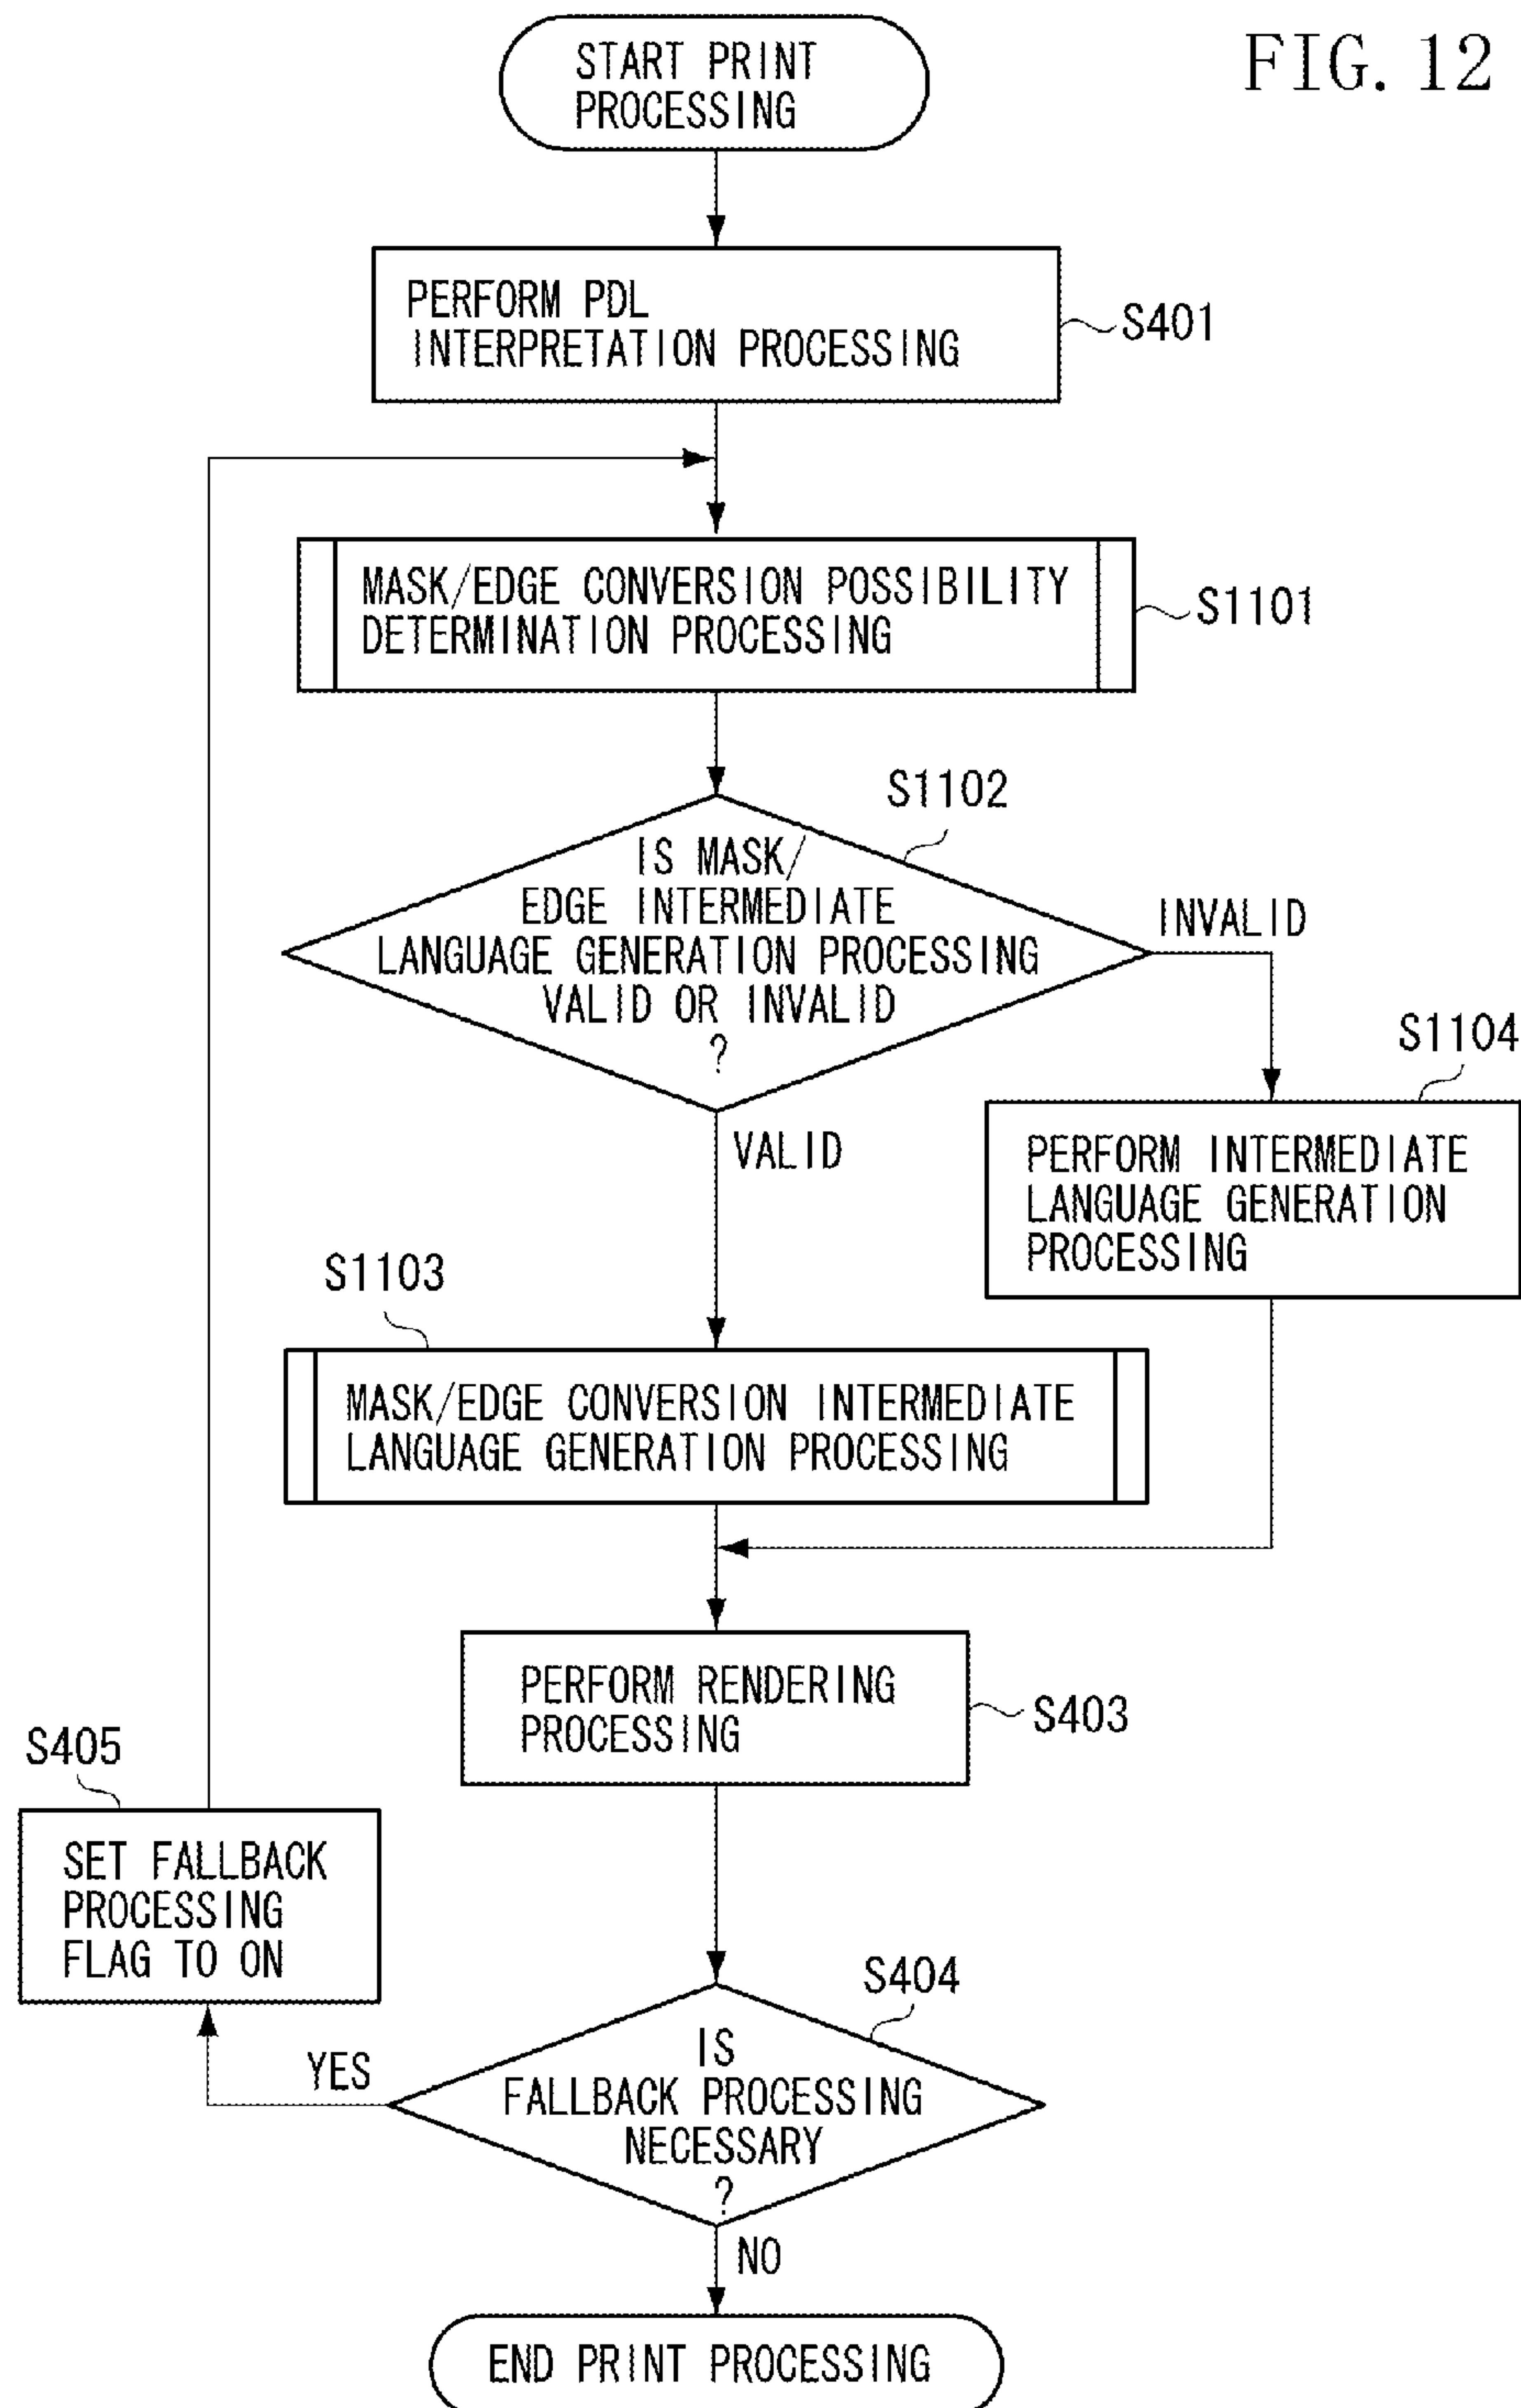 FIG. 12
START PRINT
PROCESSING
PERFORM PDL
INTERPRETATION PROCESSING
S401
MASK/EDGE CONVERSION POSSIBILITY
DETERMINATION PROCESSING
S1101
S1102
IS MASK/
EDGE INTERMEDIATE
LANGUAGE GENERATION PROCESSING
VALID OR INVALID
?
INVALID
VALID
S1104
PERFORM INTERMEDIATE
LANGUAGE GENERATION
PROCESSING
S1103
MASK/EDGE CONVERSION INTERMEDIATE
LANGUAGE GENERATION PROCESSING
PERFORM RENDERING
PROCESSING
S403
S405
SET FALLBACK
PROCESSING
FLAG TO ON
S404
IS
FALLBACK PROCESSING
NECESSARY
?
YES
NO
END PRINT PROCESSING